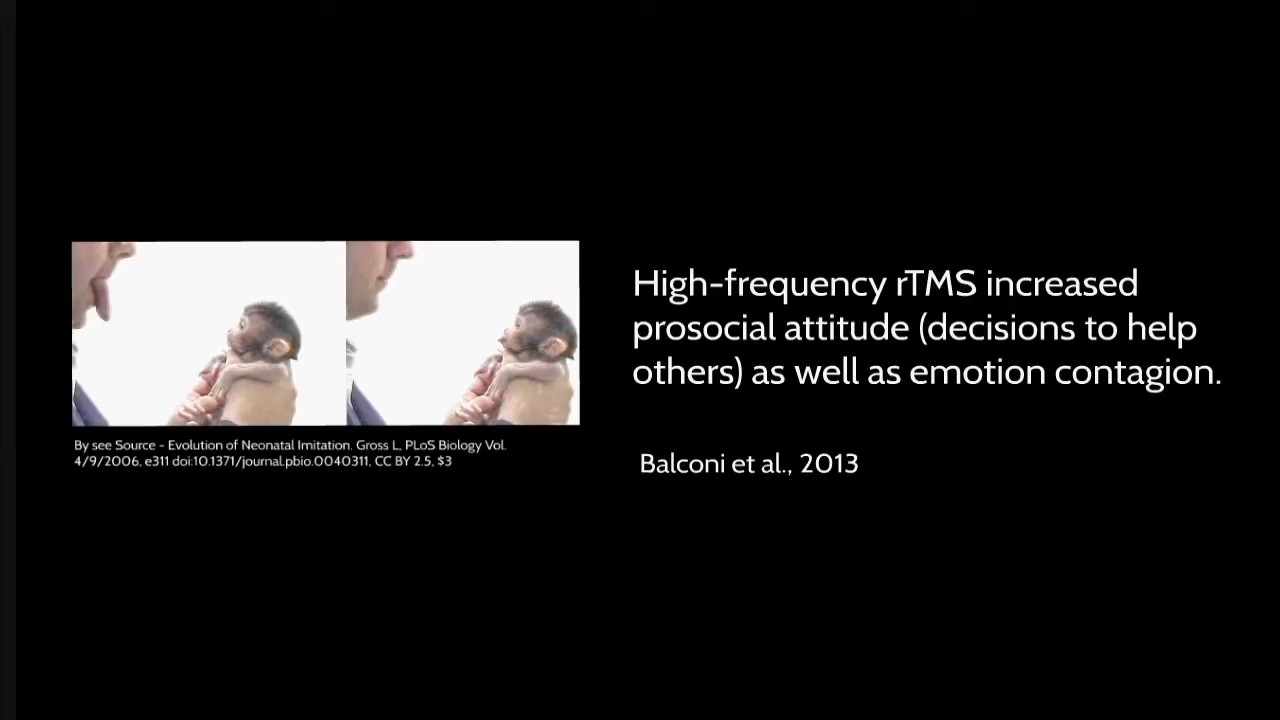 High-frequency rTMS increased
prosocial attitude (decisions to help
others) as well as emotion contagion.
By see Source - Evolution of Neonatal Imitation. Gross L, PLoS Biology Vol.
4/9/2006, e311 doi:10.1371/journal.pbio.0040311, CC BY 2.5, $3
Balconi et al., 2013